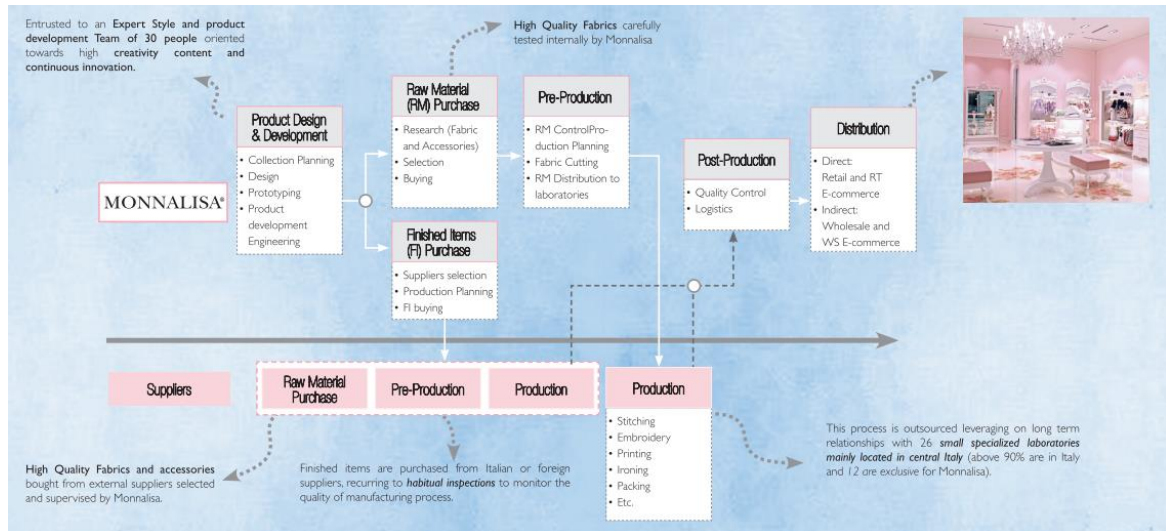 Entrusted to an Expert Style and product
development Team of 30 people oriented
towards high creativity content and
continuous innovation.
High Quality Fabrics carefully
tested internally by Monnalisa
MONNALISA®
Product Design
& Development
• Collection Planning
• Design
• Prototyping
• Product
development
Engineering
Raw Material
(RM) Purchase
• Research (Fabric
and Accessories)
• Selection
• Buying
Pre-Production
• RM ControlPro-
duction Planning
• Fabric Cutting
• RM Distribution to
laboratories
Finished Items
(FI) Purchase
• Suppliers selection
• Production Planning
• FI buying
Post-Production
• Quality Control
• Logistics
Distribution
• Direct:
Retail and RT
E-commerce
• Indirect:
Wholesale and
WS E-commerce
Suppliers
Raw Material
Purchase
Pre-Production
Production
Production
• Stitching
• Embroidery
• Printing
• Ironing
• Packing
• Etc.
High Quality Fabrics and accessories
bought from external suppliers selected
and supervised by Monnalisa.
Finished items are purchased from Italian or foreign
suppliers, recurring to habitual inspections to monitor the
quality of manufacturing process.
This process is outsourced leveraging on long term
relationships with 26 small specialized laboratories
mainly located in central Italy (above 90% are in Italy
and 12 are exclusive for Monnalisa).